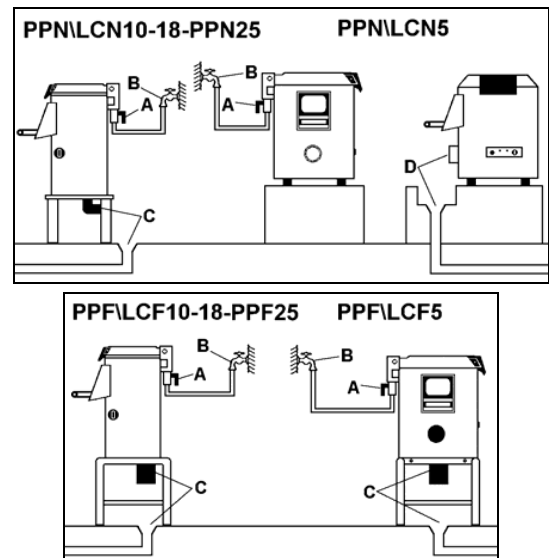 PPN\LCN10-18-PPN25 PPN\LCN5
B B
A A
D
C
PPF\LCF10-18-PPF25 PPF\LCF5
B B
A A
C C